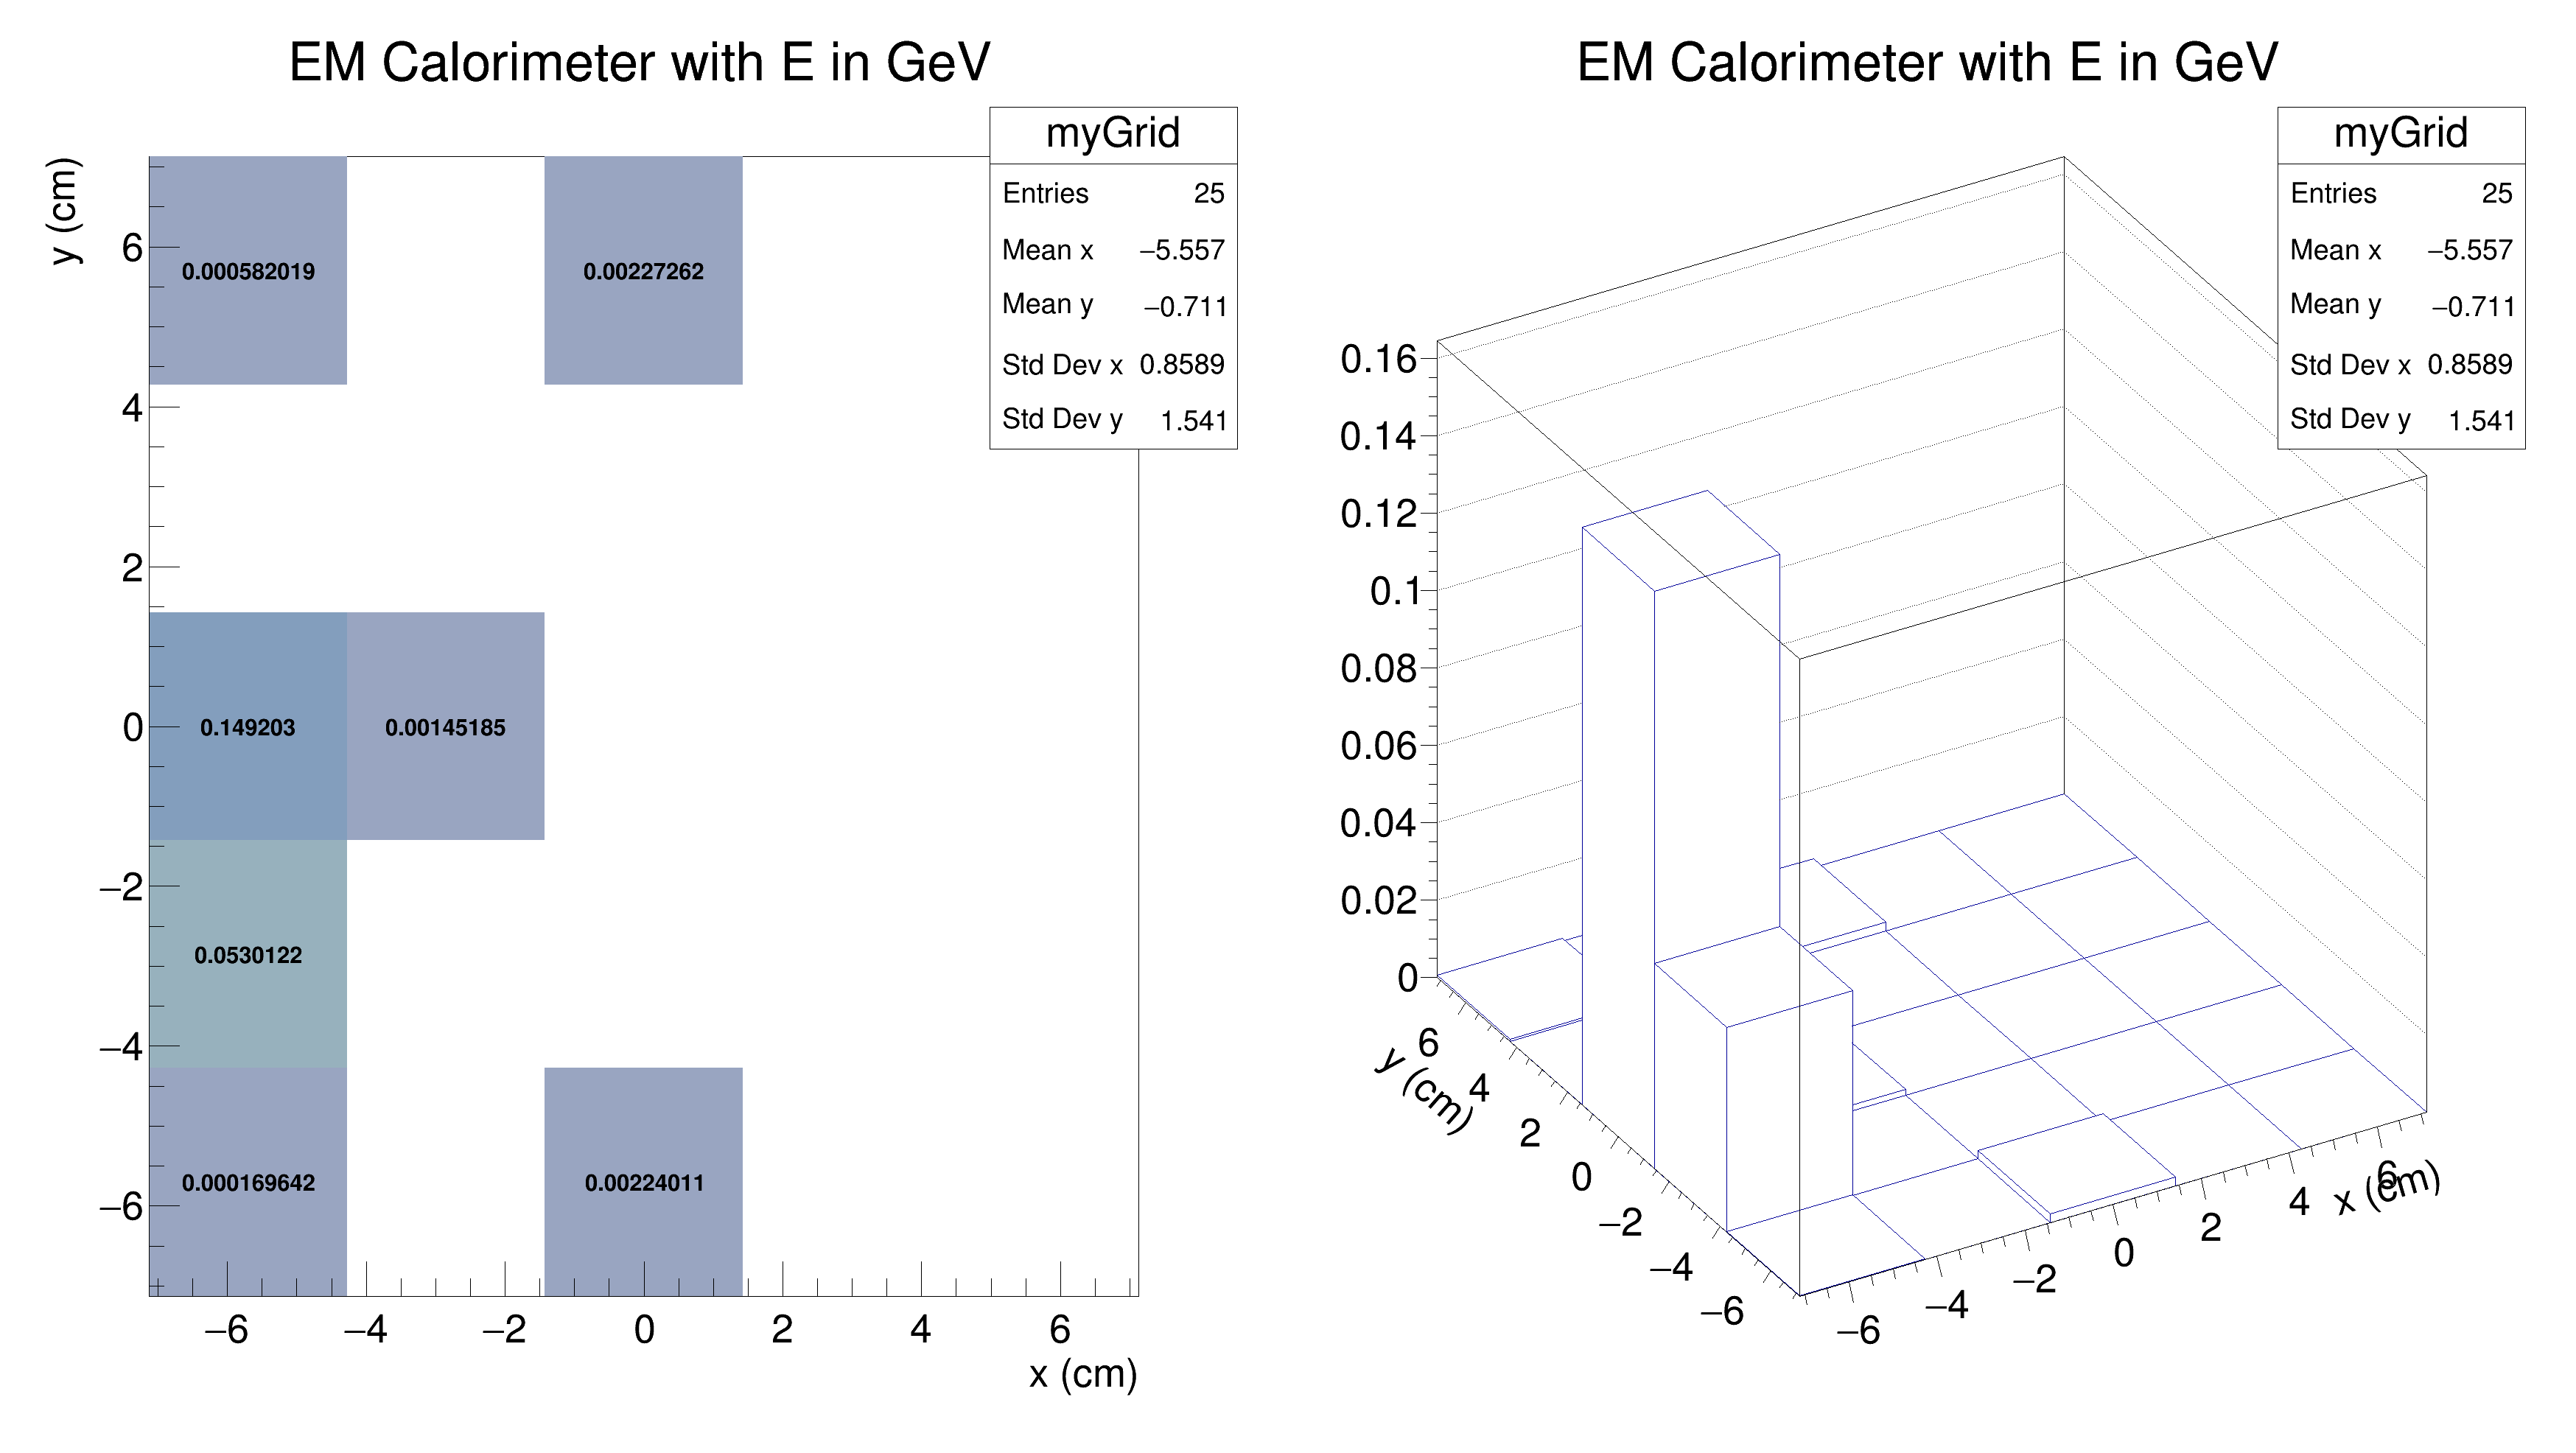 EM Calorimeter with E in GeV
myGrid
Entries 25
Mean x −5.557
Mean y −0.711
Std Dev x 0.8589
Std Dev y 1.541
y (cm)
6
4
2
0
−2
−4
−6
0.000582019
0.00227262
0.149203
0.00145185
0.0530122
0.000169642
0.00224011
−6 −4 −2 0 2 4 6
x (cm)
EM Calorimeter with E in GeV
myGrid
Entries 25
Mean x −5.557
Mean y −0.711
Std Dev x 0.8589
Std Dev y 1.541
0.16
0.14
0.12
0.1
0.08
0.06
0.04
0.02
0
y (cm)
6
4
2
0
−2
−4
−6
−6
−4
−2
0
2
4
6
x (cm)